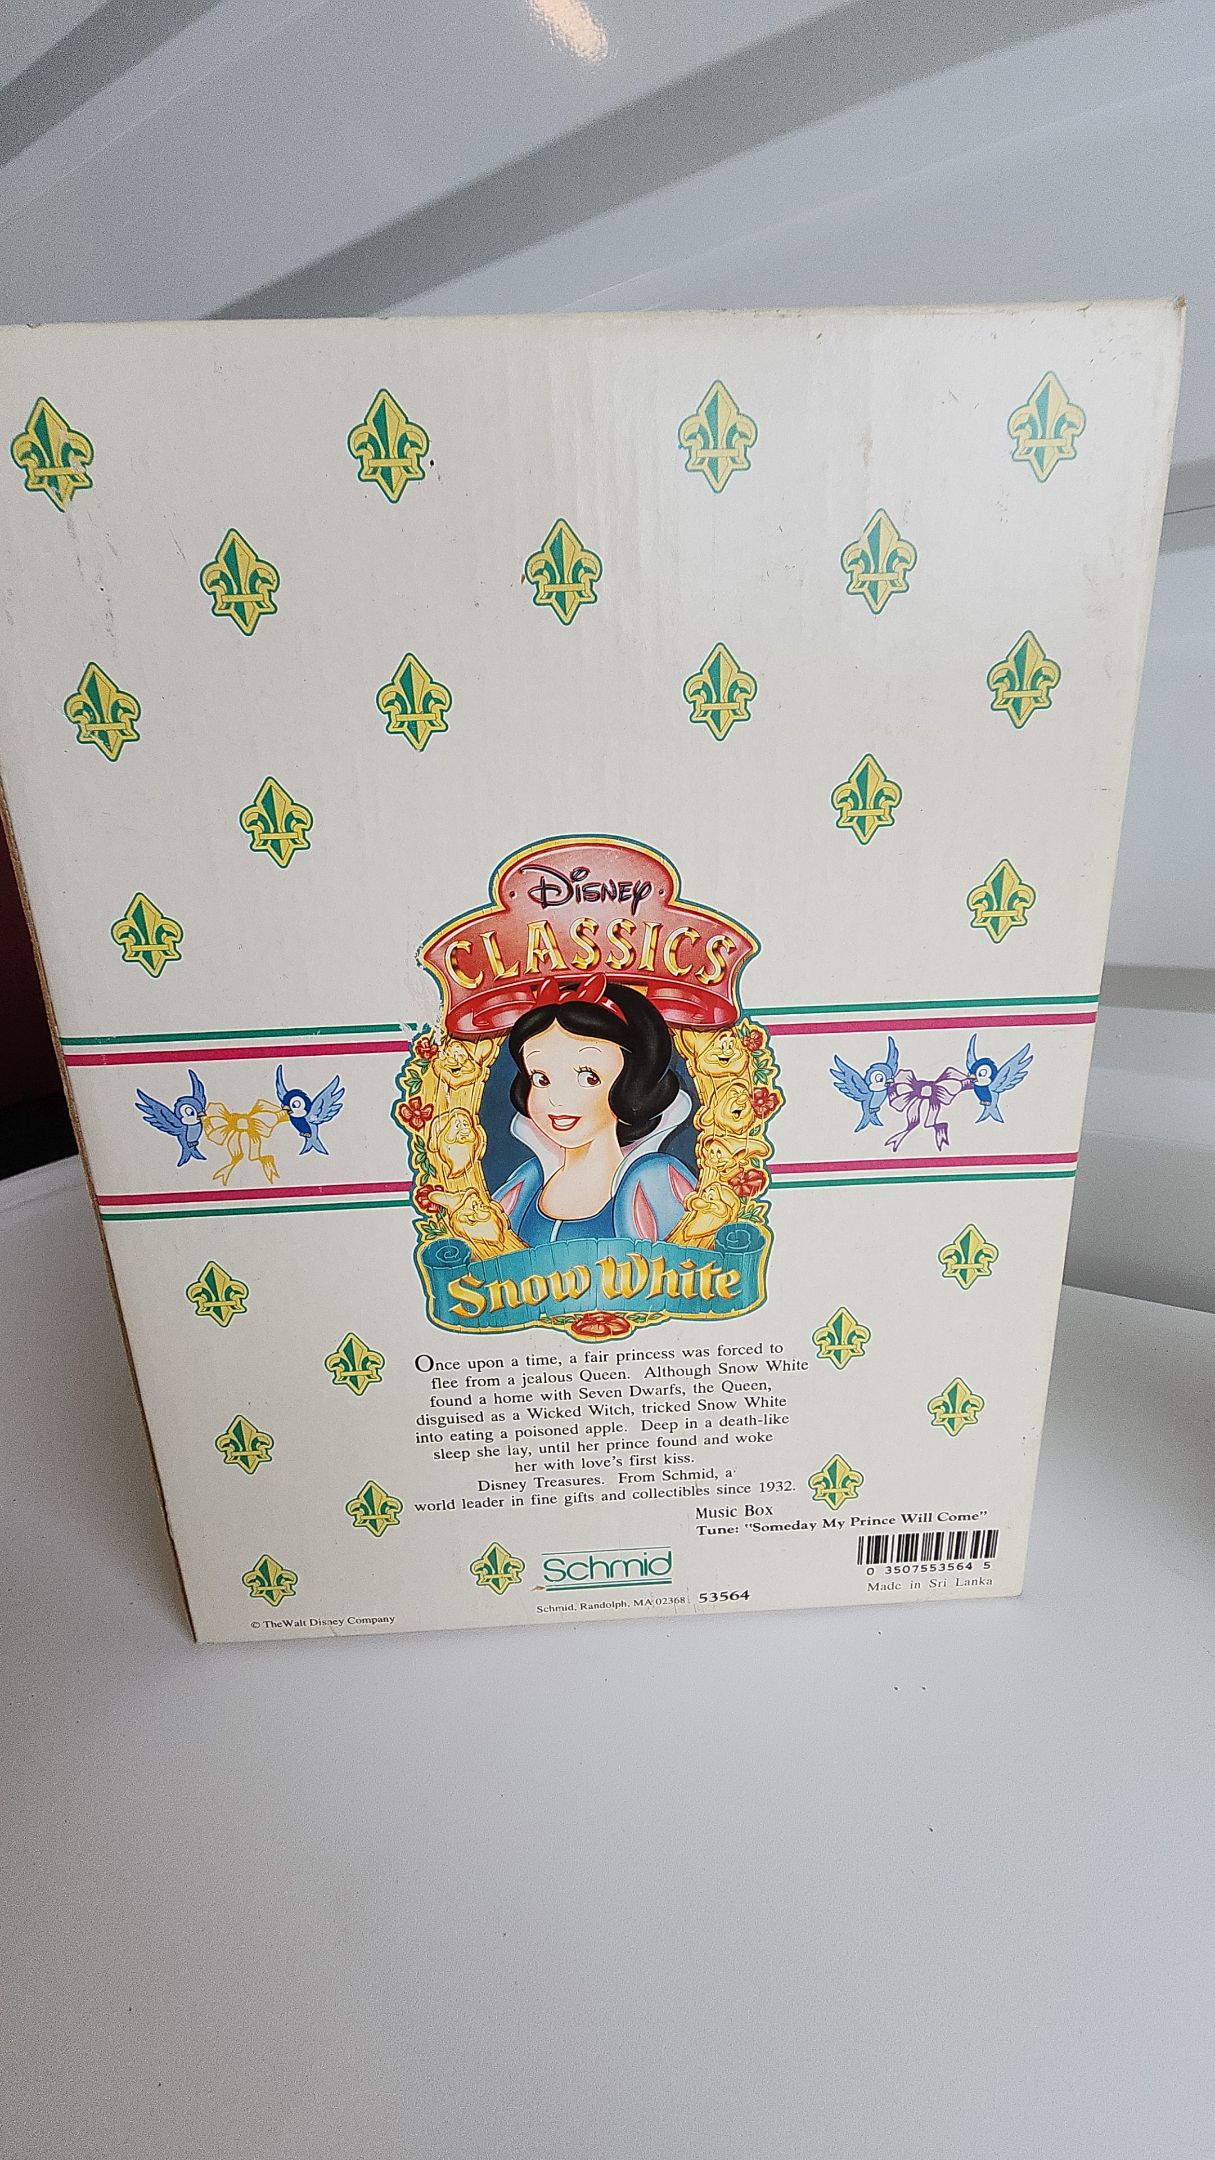 Disney
CLASSICS
Snow White
Once upon a time, a fair princess was forced to
flee from a jealous Queen. Although Snow White
found a home with Seven Dwarfs, the Queen,
disguised as a Wicked Witch, tricked Snow White
into eating a poisoned apple. Deep in a death-like
sleep she lay, until her prince found and woke
her with love's first kiss.
Disney Treasures. From Schmid, a
world leader in fine gifts and collectibles since 1932.
Music Box
Tune: "Someday My Prince Will Come"
0 3507553564 5
Made in Sri Lanka
Schmid
Schmid, Randolph, MA 02368 53564
© The Walt Disney Company